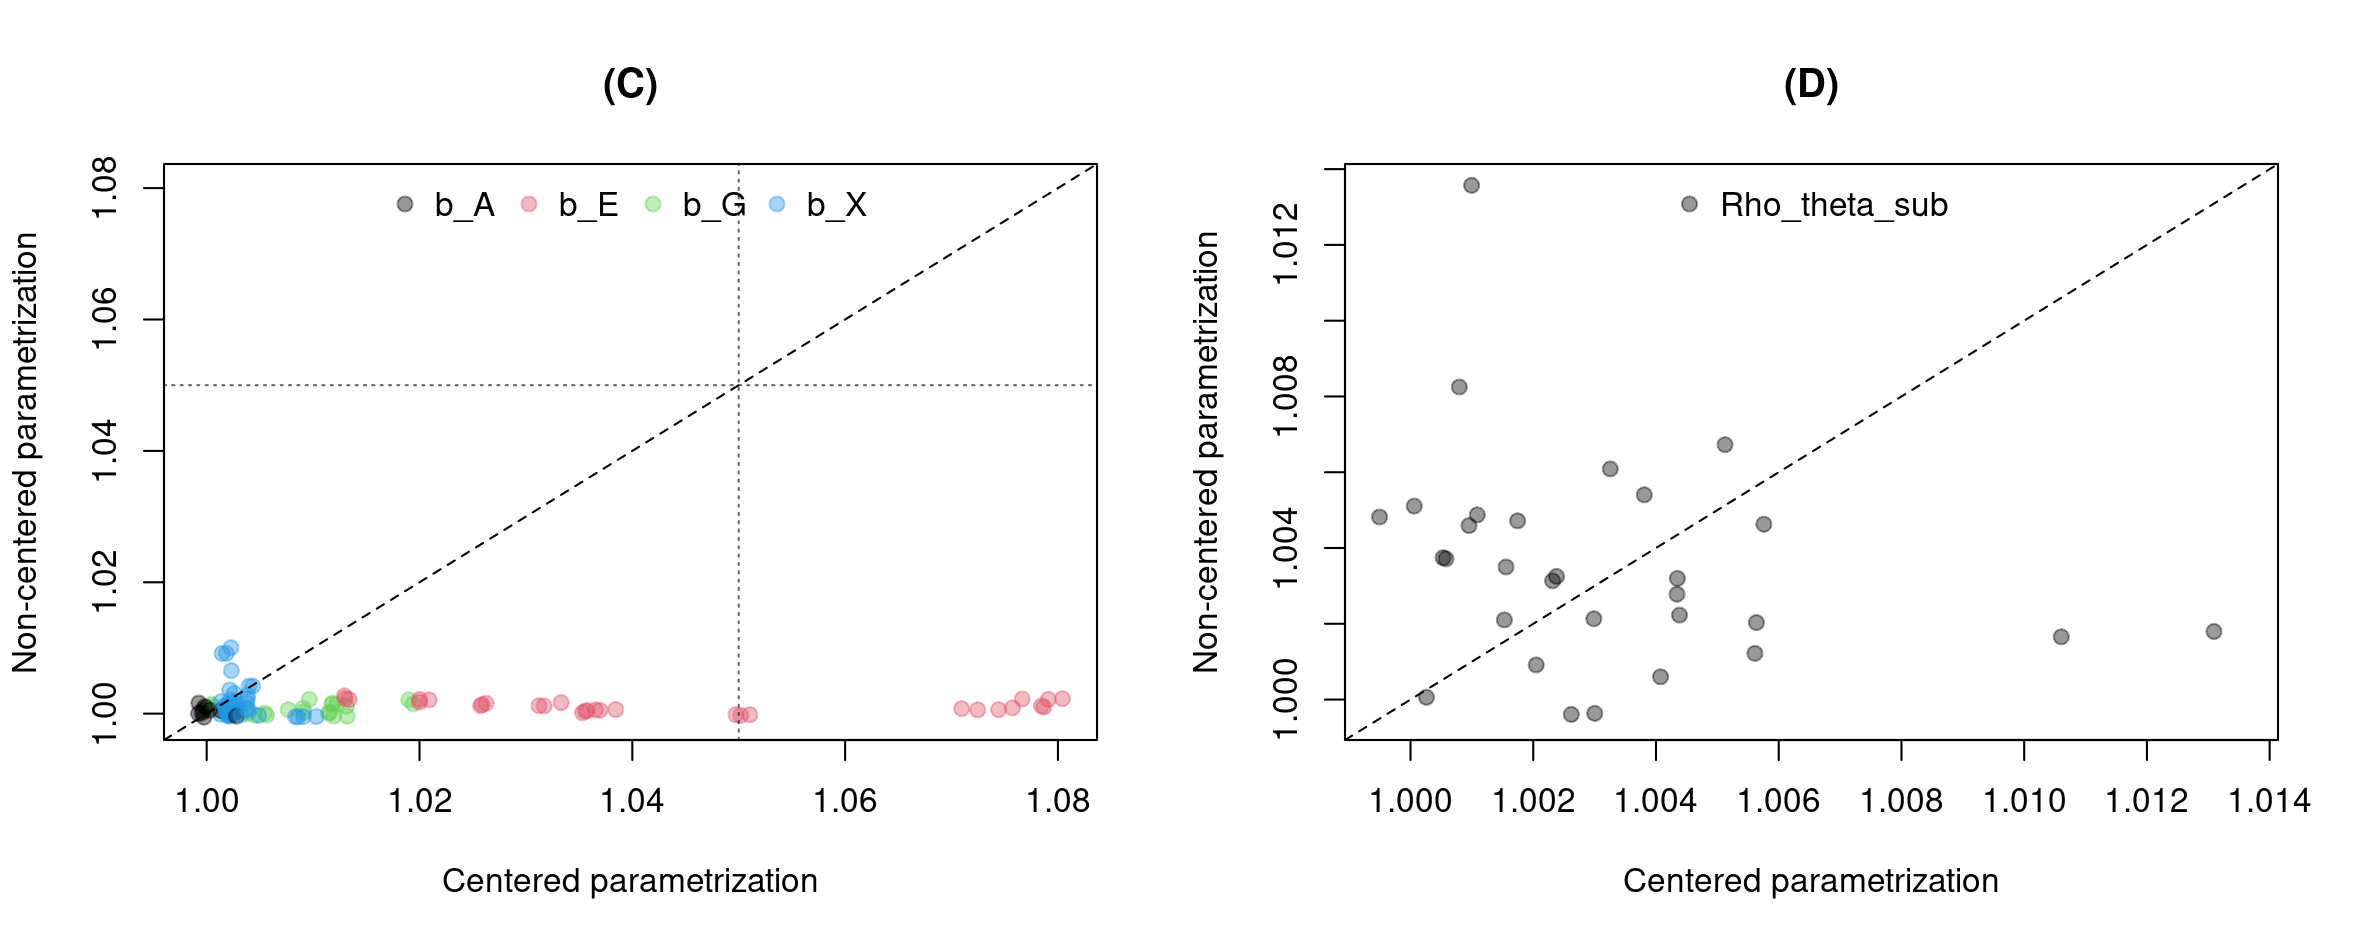 (C)
Non-centered parametrization
1.08
1.06
1.04
1.02
1.00
b_A b_E b_G b_X
1.00 1.02 1.04 1.06 1.08
Centered parametrization
(D)
Non-centered parametrization
1.012
1.008
1.004
1.000
Rho_theta_sub
1.000 1.002 1.004 1.006 1.008 1.010 1.012 1.014
Centered parametrization